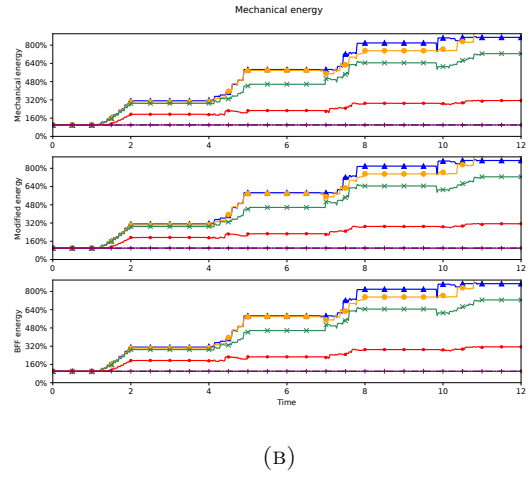 Mechanical energy
Mechanical energy
800%
640%
480%
320%
160%
0%
0 2 4 6 8 10 12
Modified energy
800%
640%
480%
320%
160%
0%
0 2 4 6 8 10 12
BFF energy
800%
640%
480%
320%
160%
0%
0 2 4 6 8 10 12
Time
(B)